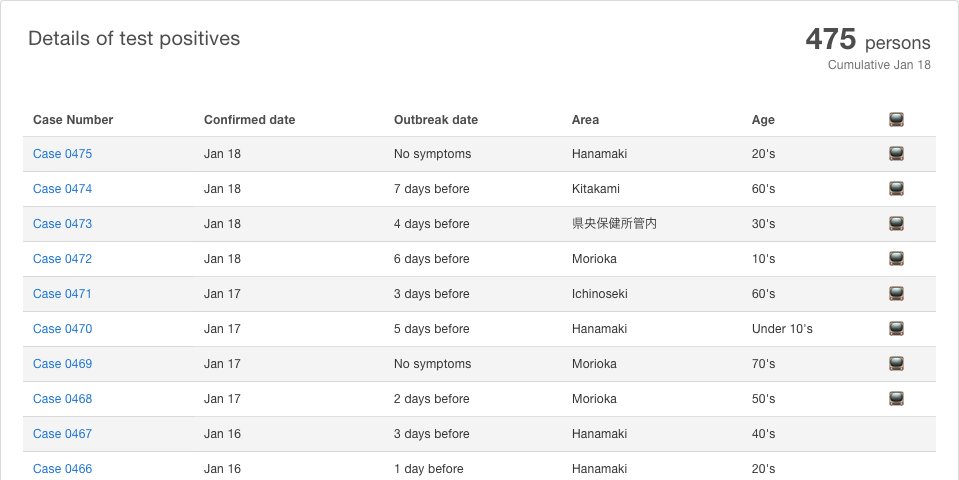 Details of test positives
475 persons
Cumulative Jan 18
Case Number Confirmed date Outbreak date Area Age
Case 0475 Jan 18 No symptoms Hanamaki 20's
Case 0474 Jan 18 7 days before Kitakami 60's
Case 0473 Jan 18 4 days before 県央保健所管内 30's
Case 0472 Jan 18 6 days before Morioka 10's
Case 0471 Jan 17 3 days before Ichinoseki 60's
Case 0470 Jan 17 5 days before Hanamaki Under 10's
Case 0469 Jan 17 No symptoms Morioka 70's
Case 0468 Jan 17 2 days before Morioka 50's
Case 0467 Jan 16 3 days before Hanamaki 40's
Case 0466 Jan 16 1 day before Hanamaki 20's